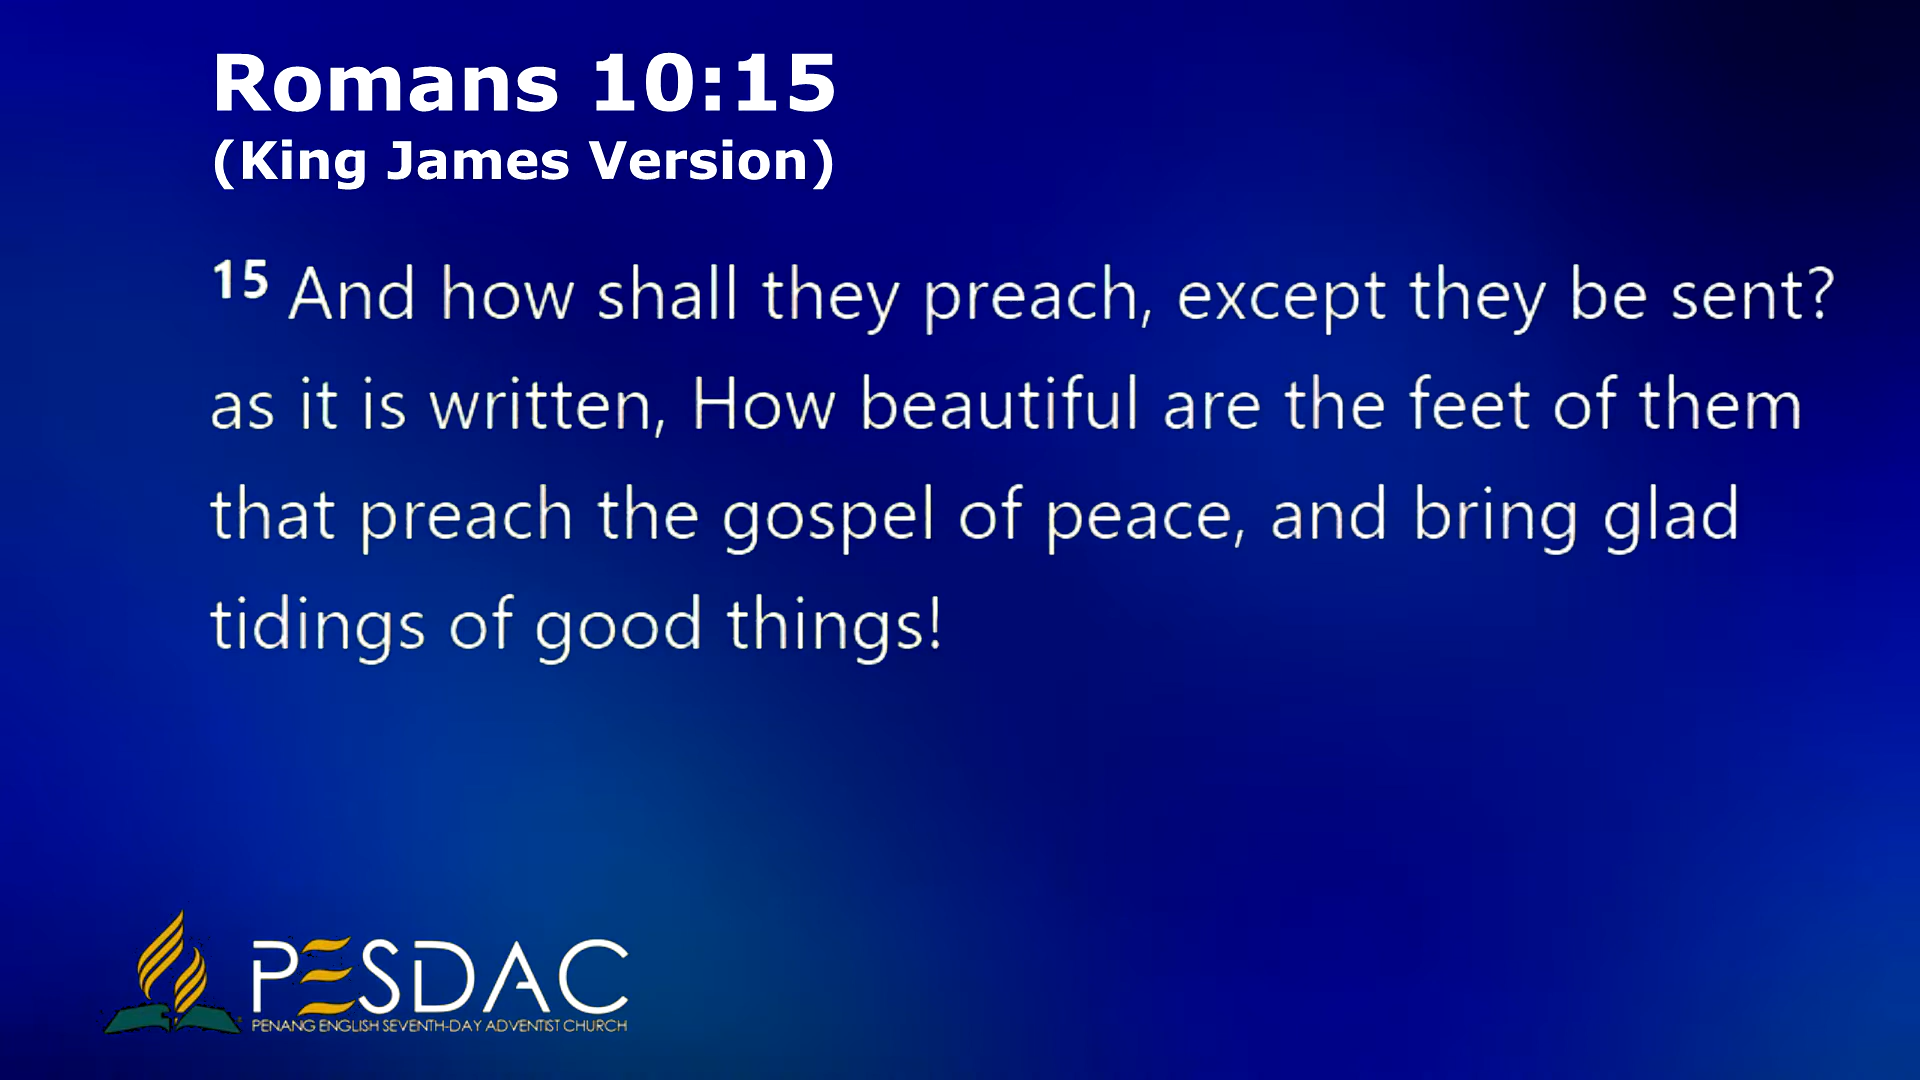 Romans 10:15
(King James Version)
15 And how shall they preach, except they be sent?
as it is written, How beautiful are the feet of them
that preach the gospel of peace, and bring glad
tidings of good things!
PESDAC
PENANG ENGLISH SEVENTH-DAY ADVENTIST CHURCH